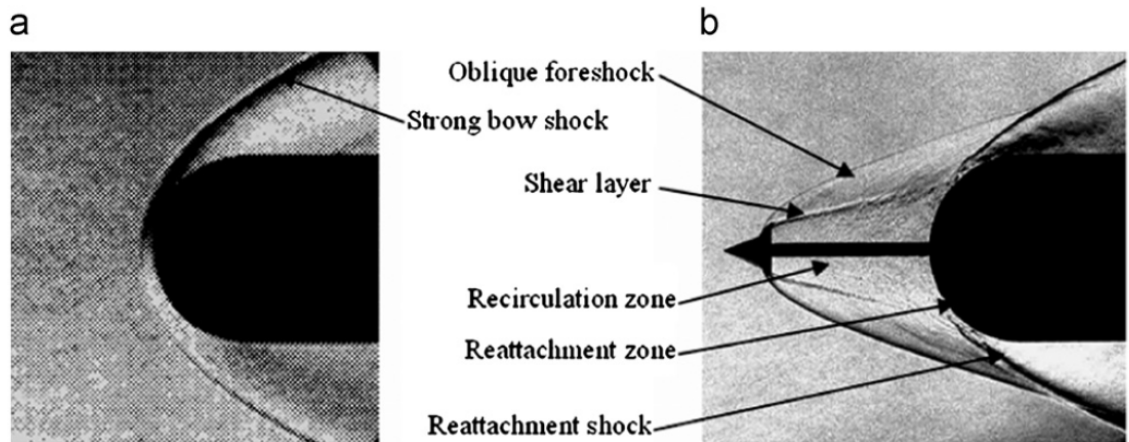 a
b
Oblique foreshock
Strong bow shock
Shear layer
Recirculation zone
Reattachment zone
Reattachment shock